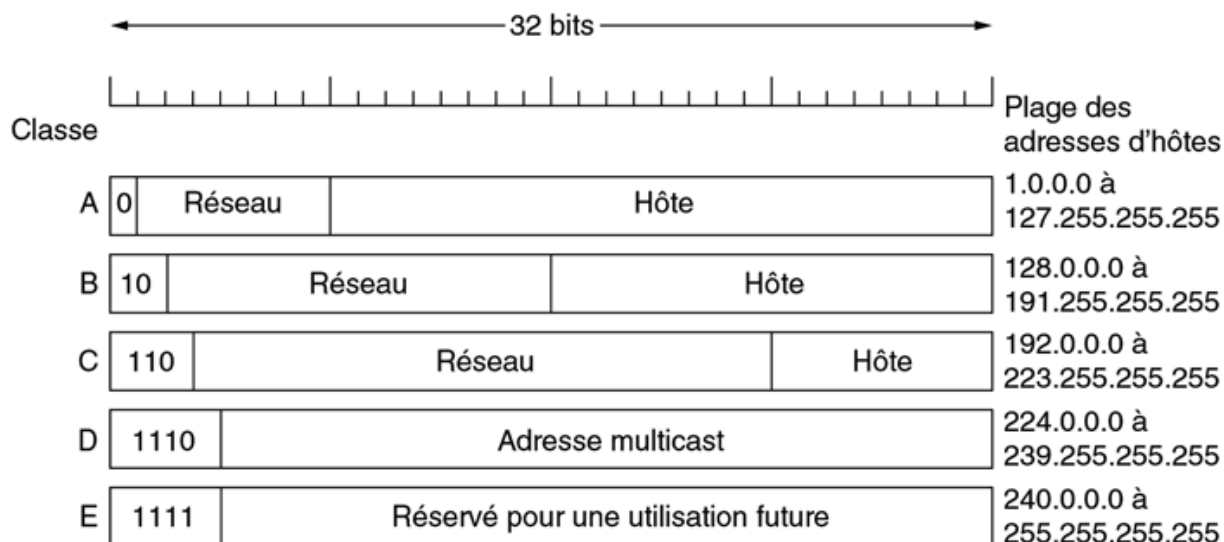 32 bits
Classe
Plage des
adresses d'hôtes
A 0 Réseau Hôte 1.0.0.0 à
127.255.255.255
B 10 Réseau Hôte 128.0.0.0 à
191.255.255.255
C 110 Réseau Hôte 192.0.0.0 à
223.255.255.255
D 1110 Adresse multicast 224.0.0.0 à
239.255.255.255
E 1111 Réservé pour une utilisation future 240.0.0.0 à
255.255.255.255